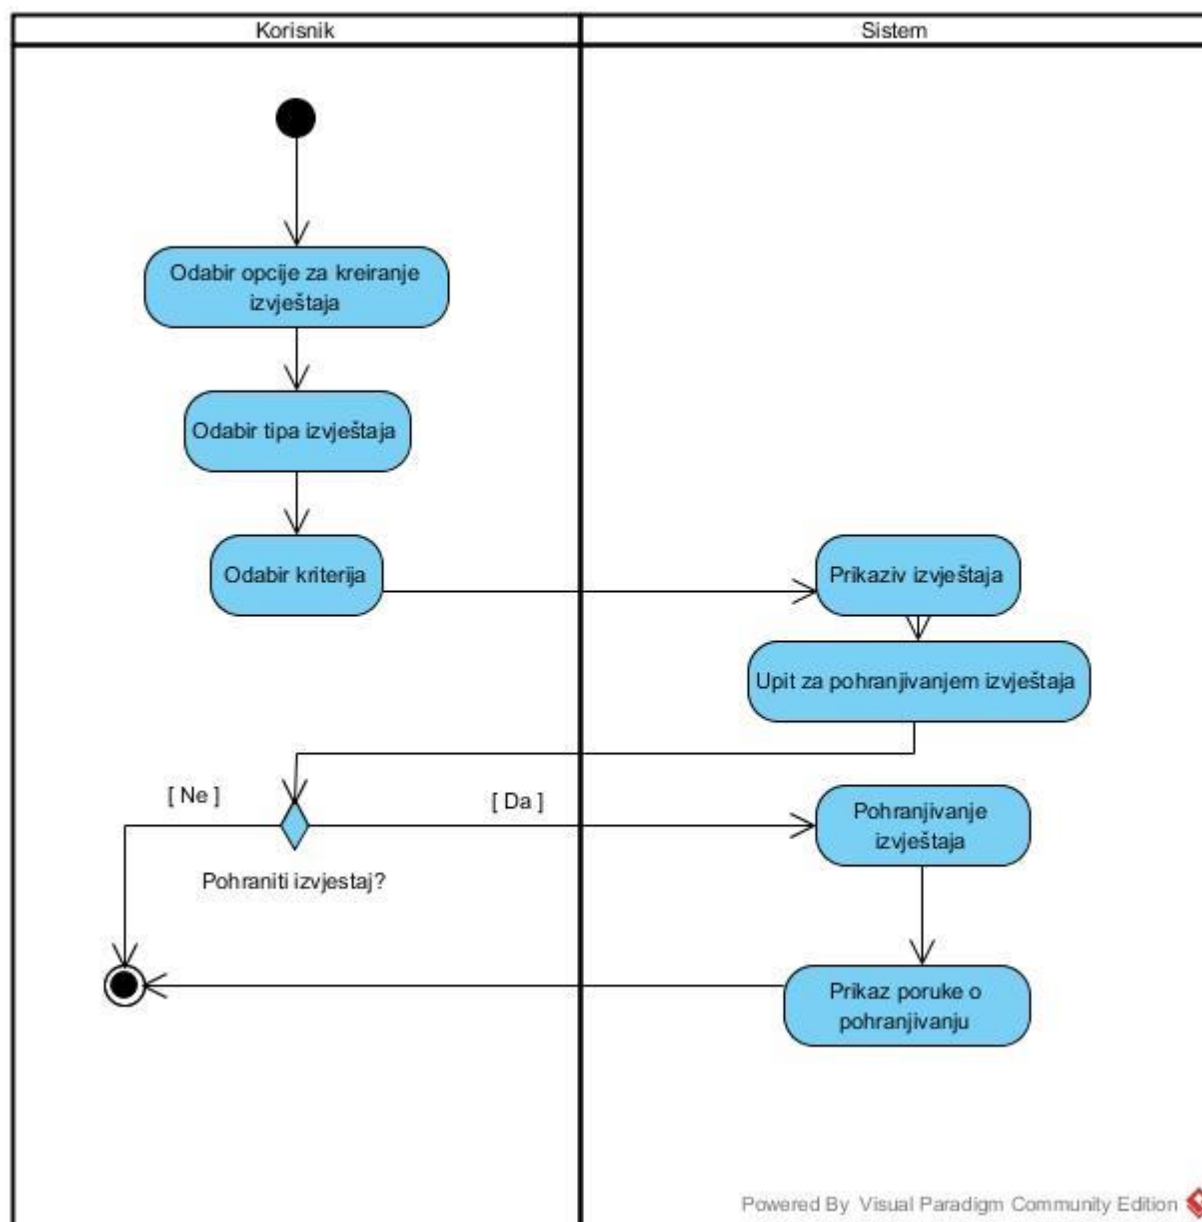 Korisnik
Sistem
Odabir opcije za kreiranje
izvještaja
Odabir tipa izvještaja
Odabir kriterija
Prikaziv izvještaja
Upit za pohranjivanjem izvještaja
[ Ne ]
[ Da ]
Pohraniti izvjestaj?
Pohranjivanje
izvještaja
Prikaz poruke o
pohranjivanju
Powered By Visual Paradigm Community Edition